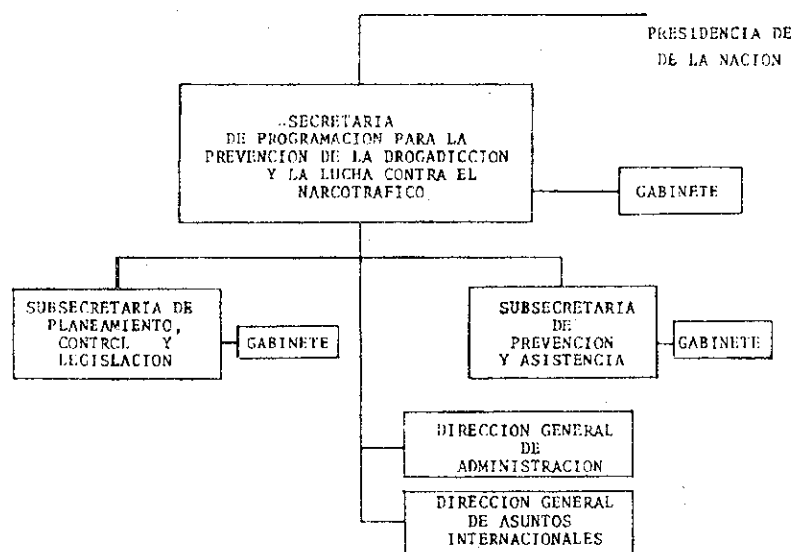 PRESIDENCIA DE
DE LA NACION
..SECRETARIA
DE PROGRAMACION PARA LA
PREVENCION DE LA DROGADICCION
Y LA LUCHA CONTRA EL
NARCOTRAFICO.
GABINETE
SUBSECRETARIA DE
PLANEAMIENTO,
CONTROL Y
LEGISLACION
GABINETE
SUBSECRETARIA
DE
PREVENCION
Y ASISTENCIA
GABINETE
DIRECCION GENERAL
DE
ADMINISTRACION
DIRECCION GENERAL
DE ASUNTOS
INTERNACIONALES